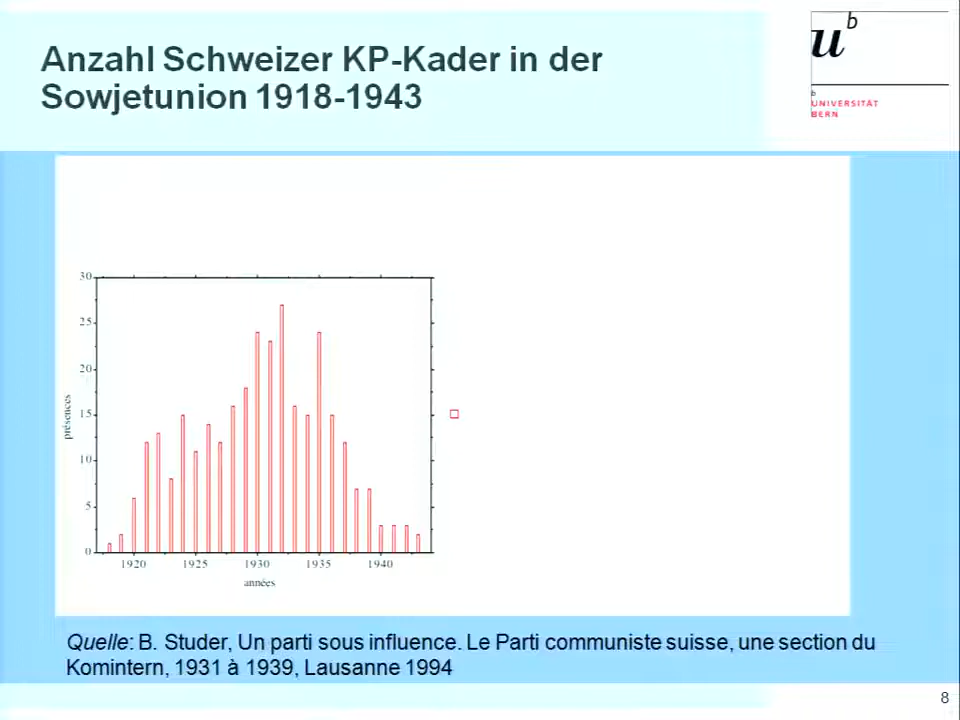 Anzahl Schweizer KP-Kader in der
Sowjetunion 1918-1943
u
b
b
UNIVERSITÄT
BERN
30
25
20
15
10
5
0
présences
1920 1925 1930 1935 1940
années
Quelle: B. Studer, Un parti sous influence. Le Parti communiste suisse, une section du
Komintern, 1931 à 1939, Lausanne 1994
8